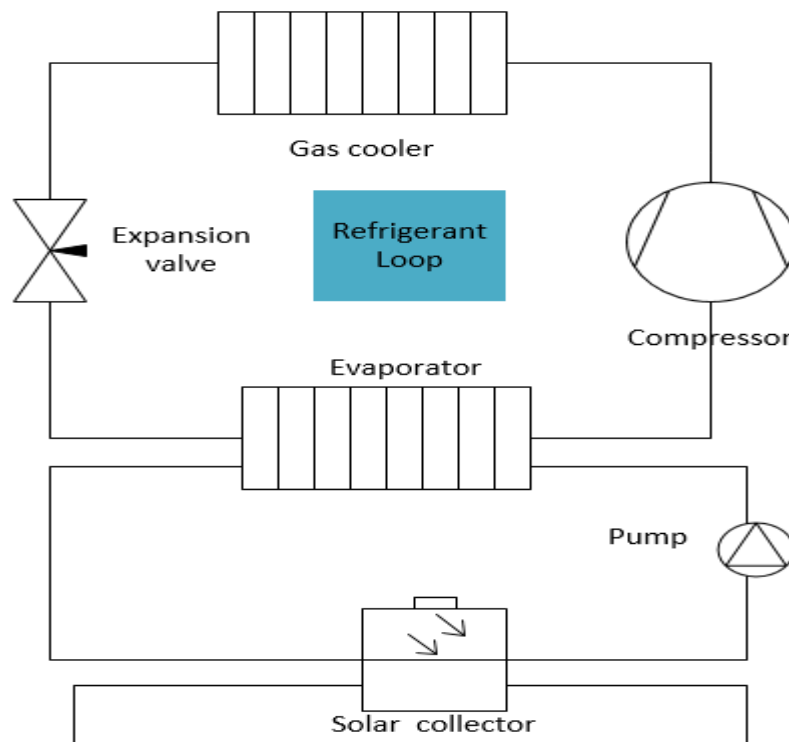 Gas cooler
Expansion
valve
Refrigerant
Loop
Compressor
Evaporator
Pump
Solar collector